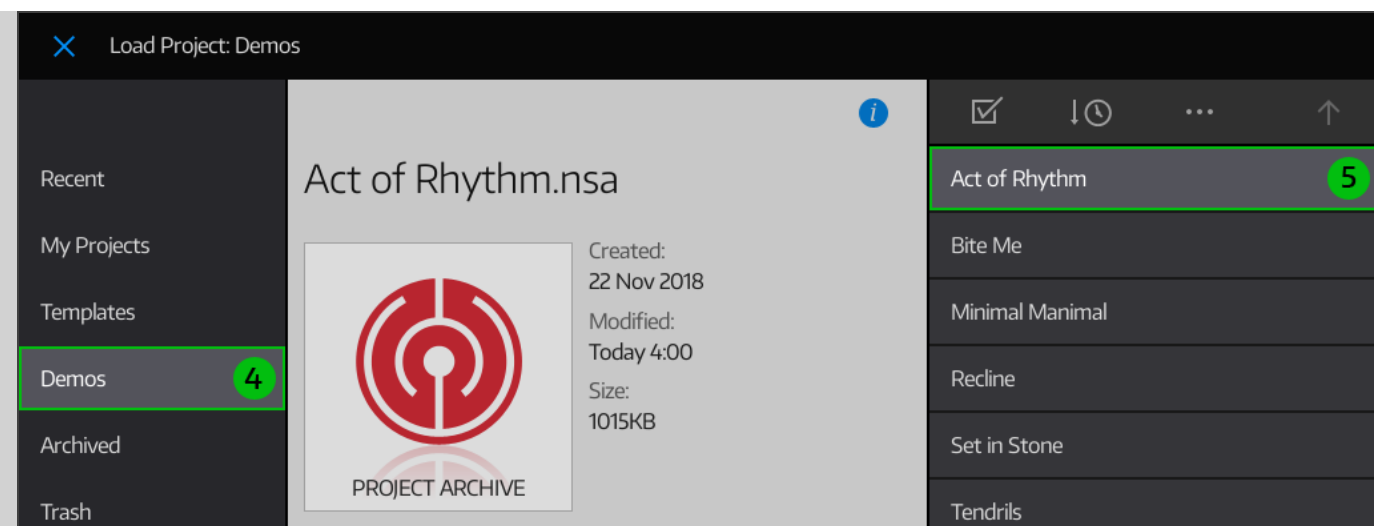 Load Project: Demos
Recent
My Projects
Templates
Demos
4
Archived
Trash
i
Act of Rhythm.nsa
Created:
22 Nov 2018
Modified:
Today 4:00
Size:
1015KB
PROJECT ARCHIVE
Act of Rhythm
5
Bite Me
Minimal Manimal
Recline
Set in Stone
Tendrils